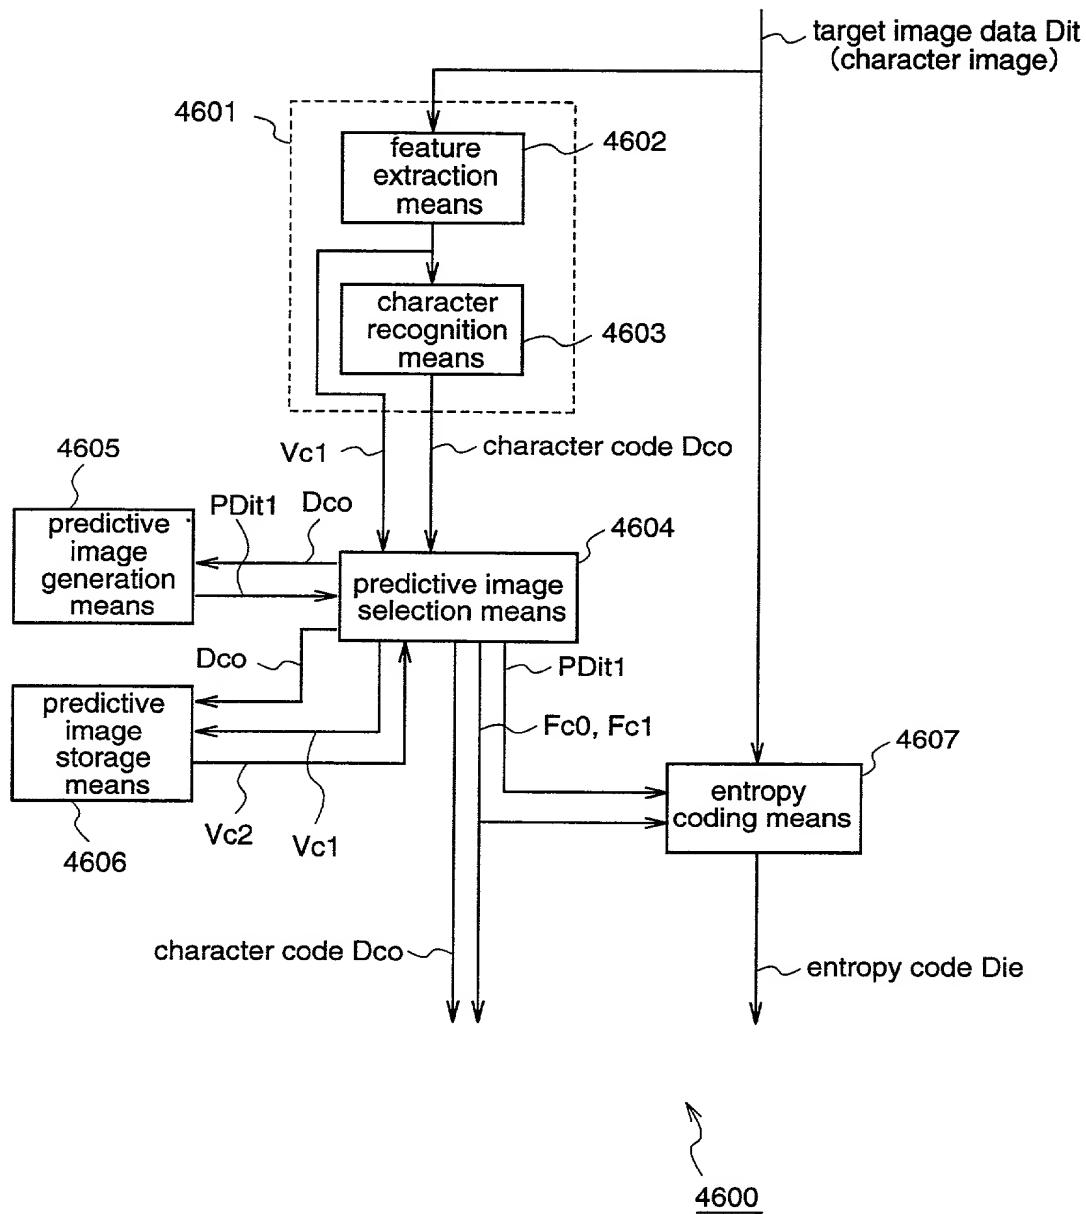 target image data Dit
(character image)
4601
feature
extraction
means
4602
character
recognition
means
4603
Vc1
character code Dco
4605
PDit1
Dco
predictive
image
generation
means
4604
predictive image
selection means
Dco
PDit1
predictive
image
storage
means
Fc0, Fc1
4607
entropy
coding means
Vc2
Vc1
4606
character code Dco
entropy code Die
4600